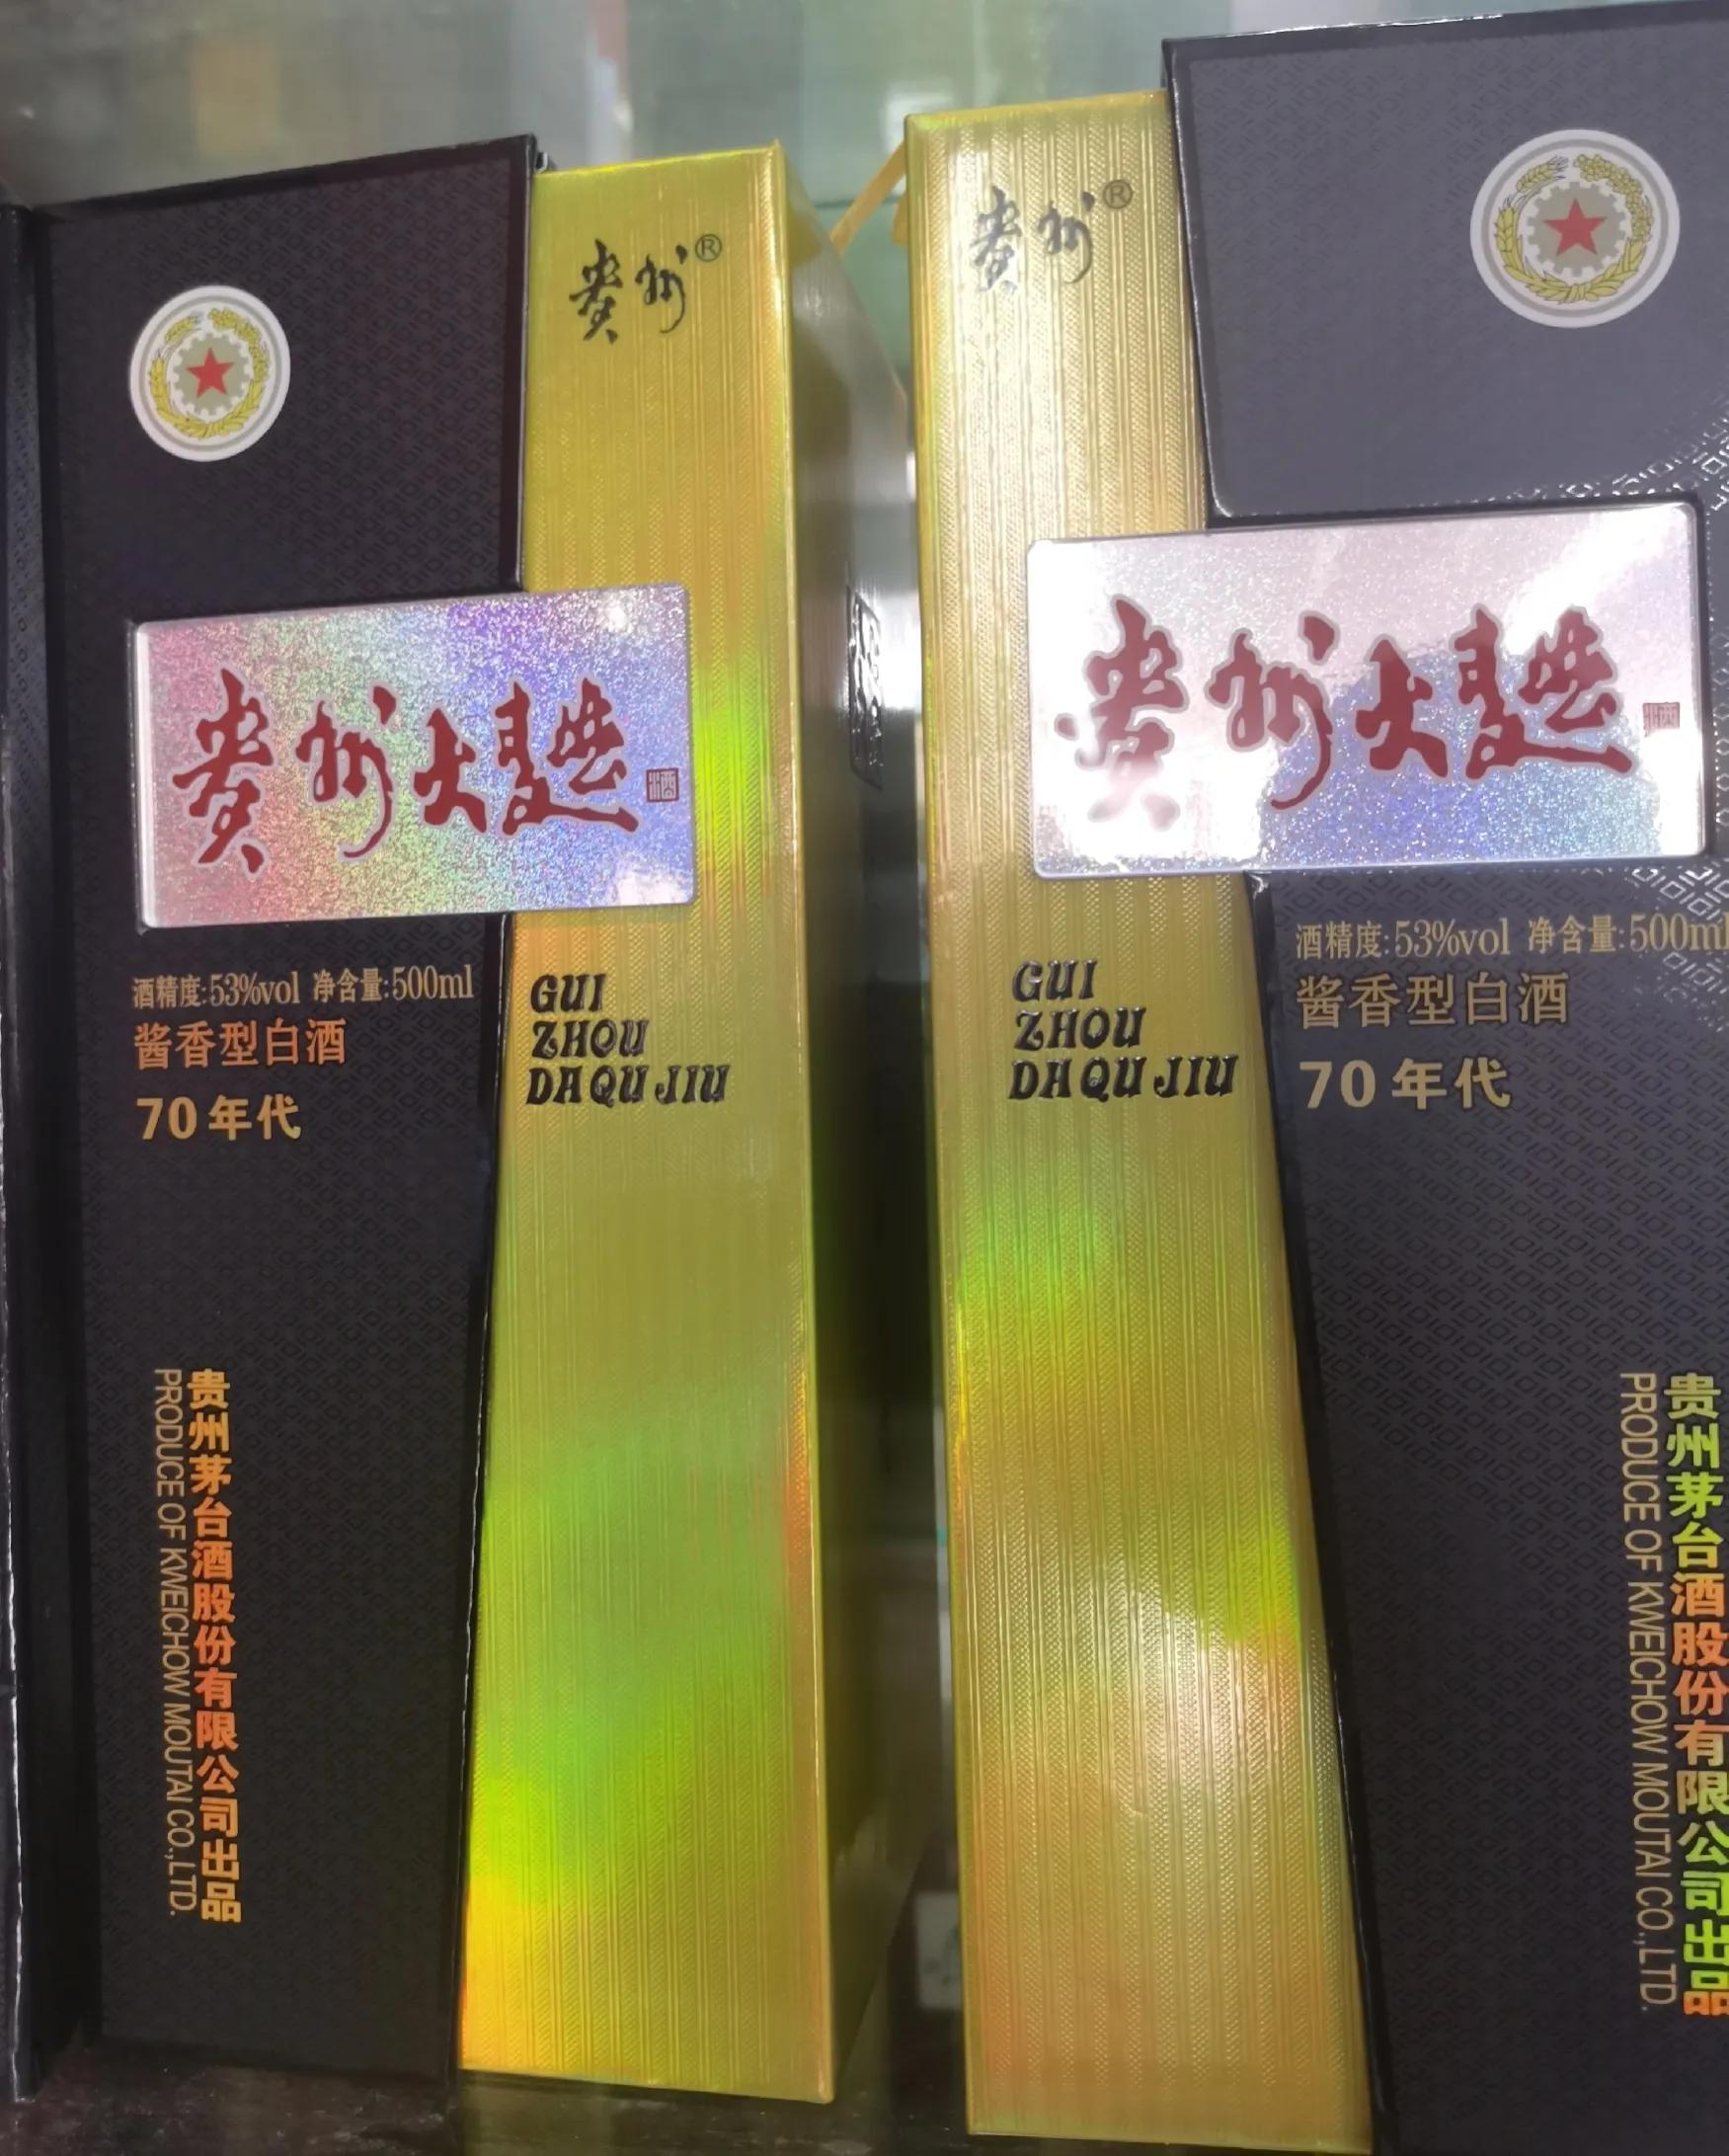 贵州®
贵州大曲
酒
酒精度:53%vol 净含量:500ml
酱香型白酒
70年代
GUI
ZHOU
DAQU JIU
贵州茅台酒股份有限公司出品
PRODUCE OF KWEICHOW MOUTAI CO.,LTD.
贵州®
贵州大曲
酒
酒精度:53%vol 净含量:500ml
酱香型白酒
70年代
GUI
ZHOU
DAQU JIU
贵州茅台酒股份有限公司出品
PRODUCE OF KWEICHOW MOUTAI CO.,LTD.